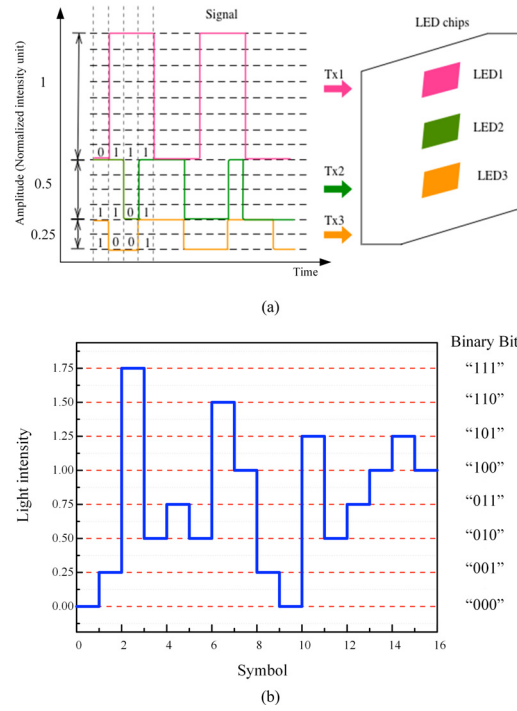 Signal
LED chips
Amplitude (Normalized intensity unit)
1
0.5
0.25
0 1 1 1
1 1 0 1
1 0 0 1
Time
Tx1
Tx2
Tx3
LED1
LED2
LED3
(a)
Binary Bit
Light intensity
1.75 "111"
1.50 "110"
1.25 "101"
1.00 "100"
0.75 "011"
0.50 "010"
0.25 "001"
0.00 "000"
0 2 4 6 8 10 12 14 16
Symbol
(b)